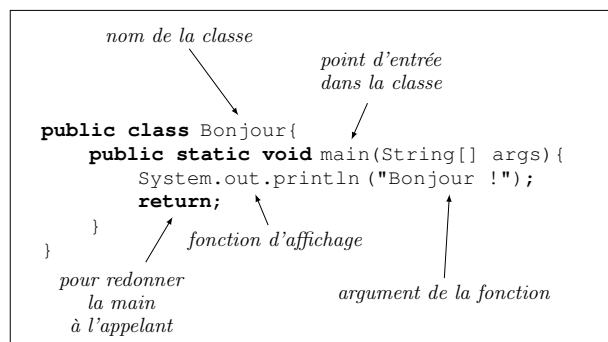 nom de la classe
point d'entrée
dans la classe
public class Bonjour{
public static void main(String[] args){
System.out.println ("Bonjour !");
return;
}
}
fonction d'affichage
pour redonner
la main
à l'appelant
argument de la fonction